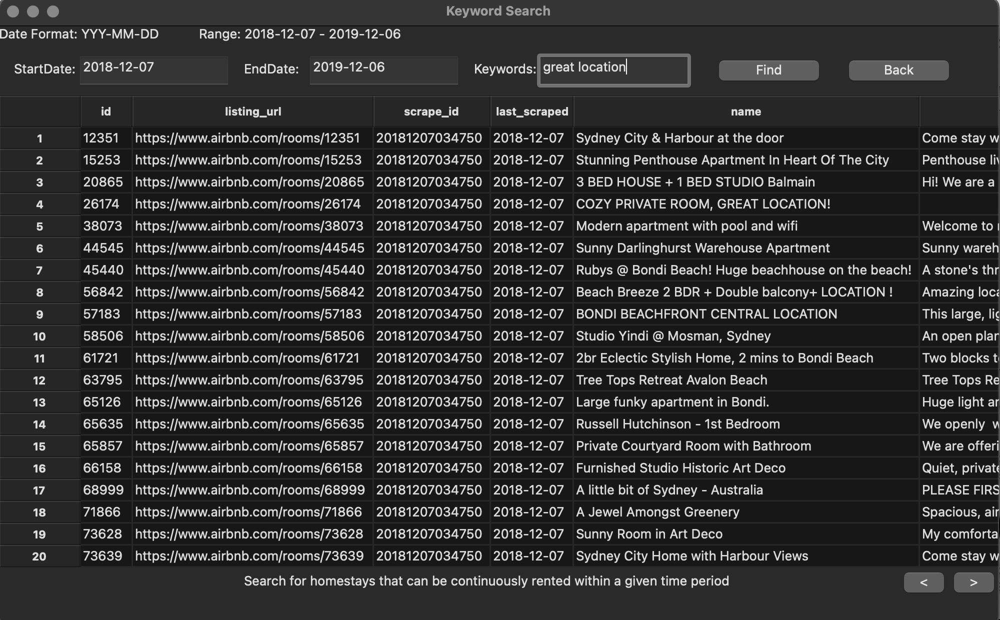 Keyword Search
Date Format: YYY-MM-DD Range: 2018-12-07 - 2019-12-06
StartDate: 2018-12-07 EndDate: 2019-12-06 Keywords: great location Find Back
id listing_url scrape_id last_scraped name
1 12351 https://www.airbnb.com/rooms/12351 20181207034750 2018-12-07 Sydney City & Harbour at the door Come stay w
2 15253 https://www.airbnb.com/rooms/15253 20181207034750 2018-12-07 Stunning Penthouse Apartment In Heart Of The City Penthouse liv
3 20865 https://www.airbnb.com/rooms/20865 20181207034750 2018-12-07 3 BED HOUSE + 1 BED STUDIO Balmain Hi! We are a
4 26174 https://www.airbnb.com/rooms/26174 20181207034750 2018-12-07 COZY PRIVATE ROOM, GREAT LOCATION!
5 38073 https://www.airbnb.com/rooms/38073 20181207034750 2018-12-07 Modern apartment with pool and wifi Welcome to
6 44545 https://www.airbnb.com/rooms/44545 20181207034750 2018-12-07 Sunny Darlinghurst Warehouse Apartment Sunny wareh
7 45440 https://www.airbnb.com/rooms/45440 20181207034750 2018-12-07 Rubys @ Bondi Beach! Huge beachhouse on the beach! A stone's thr
8 56842 https://www.airbnb.com/rooms/56842 20181207034750 2018-12-07 Beach Breeze 2 BDR + Double balcony+ LOCATION ! Amazing loca
9 57183 https://www.airbnb.com/rooms/57183 20181207034750 2018-12-07 BONDI BEACHFRONT CENTRAL LOCATION This large, lig
10 58506 https://www.airbnb.com/rooms/58506 20181207034750 2018-12-07 Studio Yindi @ Mosman, Sydney An open plan
11 61721 https://www.airbnb.com/rooms/61721 20181207034750 2018-12-07 2br Eclectic Stylish Home, 2 mins to Bondi Beach Two blocks t
12 63795 https://www.airbnb.com/rooms/63795 20181207034750 2018-12-07 Tree Tops Retreat Avalon Beach Tree Tops Re
13 65126 https://www.airbnb.com/rooms/65126 20181207034750 2018-12-07 Large funky apartment in Bondi. Huge light an
14 65635 https://www.airbnb.com/rooms/65635 20181207034750 2018-12-07 Russell Hutchinson - 1st Bedroom We openly w
15 65857 https://www.airbnb.com/rooms/65857 20181207034750 2018-12-07 Private Courtyard Room with Bathroom We are offeri
16 66158 https://www.airbnb.com/rooms/66158 20181207034750 2018-12-07 Furnished Studio Historic Art Deco Quiet, private
17 68999 https://www.airbnb.com/rooms/68999 20181207034750 2018-12-07 A little bit of Sydney - Australia PLEASE FIRS
18 71866 https://www.airbnb.com/rooms/71866 20181207034750 2018-12-07 A Jewel Amongst Greenery Spacious, air
19 73628 https://www.airbnb.com/rooms/73628 20181207034750 2018-12-07 Sunny Room in Art Deco My comforta
20 73639 https://www.airbnb.com/rooms/73639 20181207034750 2018-12-07 Sydney City Home with Harbour Views Come stay w
Search for homestays that can be continuously rented within a given time period < >